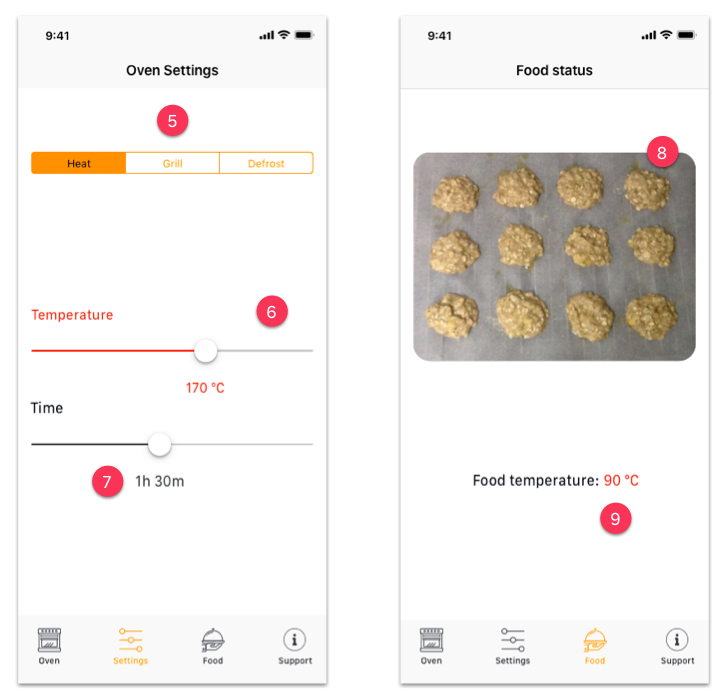 9:41
Oven Settings
5
Heat Grill Defrost
Temperature
6
170 °C
Time
7
1h 30m
Oven Settings Food Support
9:41
Food status
8
Food temperature: 90 °C
9
Oven Settings Food Support